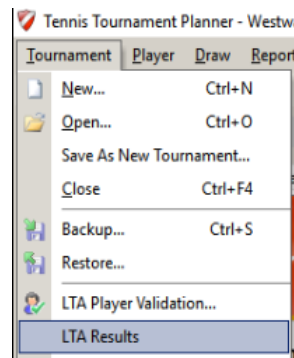 Tennis Tournament Planner - Westw
Tournament Player Draw Report
New... Ctrl+N
Open... Ctrl+O
Save As New Tournament...
Close Ctrl+F4
Backup... Ctrl+S
Restore...
LTA Player Validation...
LTA Results